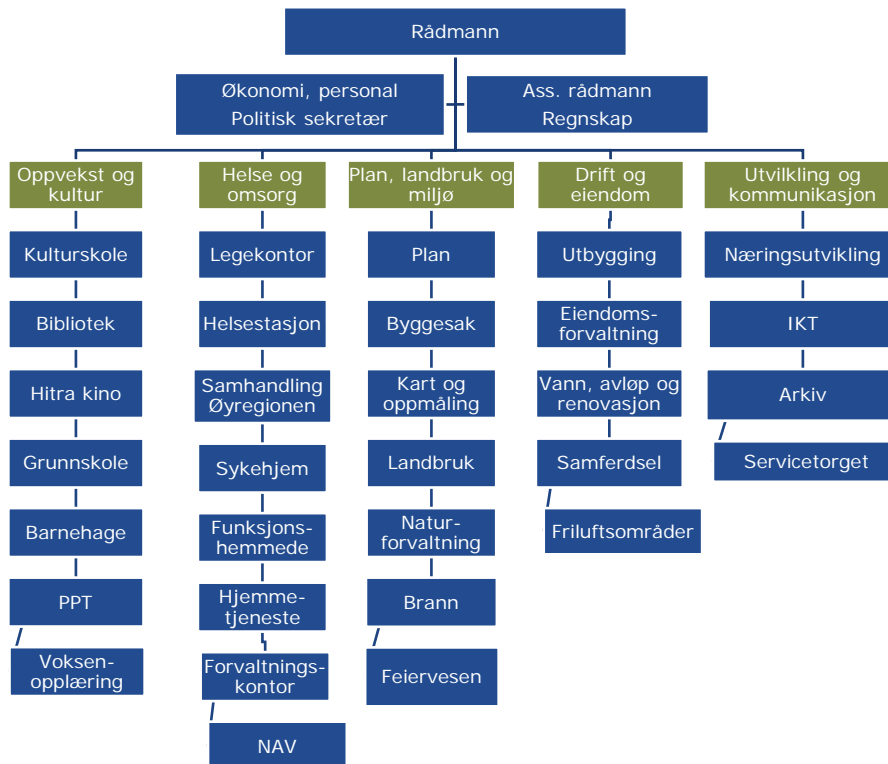 Rådmann
Økonomi, personal
Politisk sekretær
Ass. rådmann
Regnskap
Oppvekst og
kultur
Kulturskole
Bibliotek
Hitra kino
Grunnskole
Barnehage
PPT
Voksen-
opplæring
Helse og
omsorg
Legekontor
Helsestasjon
Samhandling
Øyregionen
Sykehjem
Funksjons-
hemmede
Hjemme-
tjeneste
Forvaltnings-
kontor
NAV
Plan, landbruk og
miljø
Plan
Byggesak
Kart og
oppmåling
Landbruk
Natur-
forvaltning
Brann
Feiervesen
Drift og
eiendom
Utbygging
Eiendoms-
forvaltning
Vann, avløp og
renovasjon
Samferdsel
Friluftsområder
Utvilkling og
kommunikasjon
Næringsutvikling
IKT
Arkiv
Servicetorget